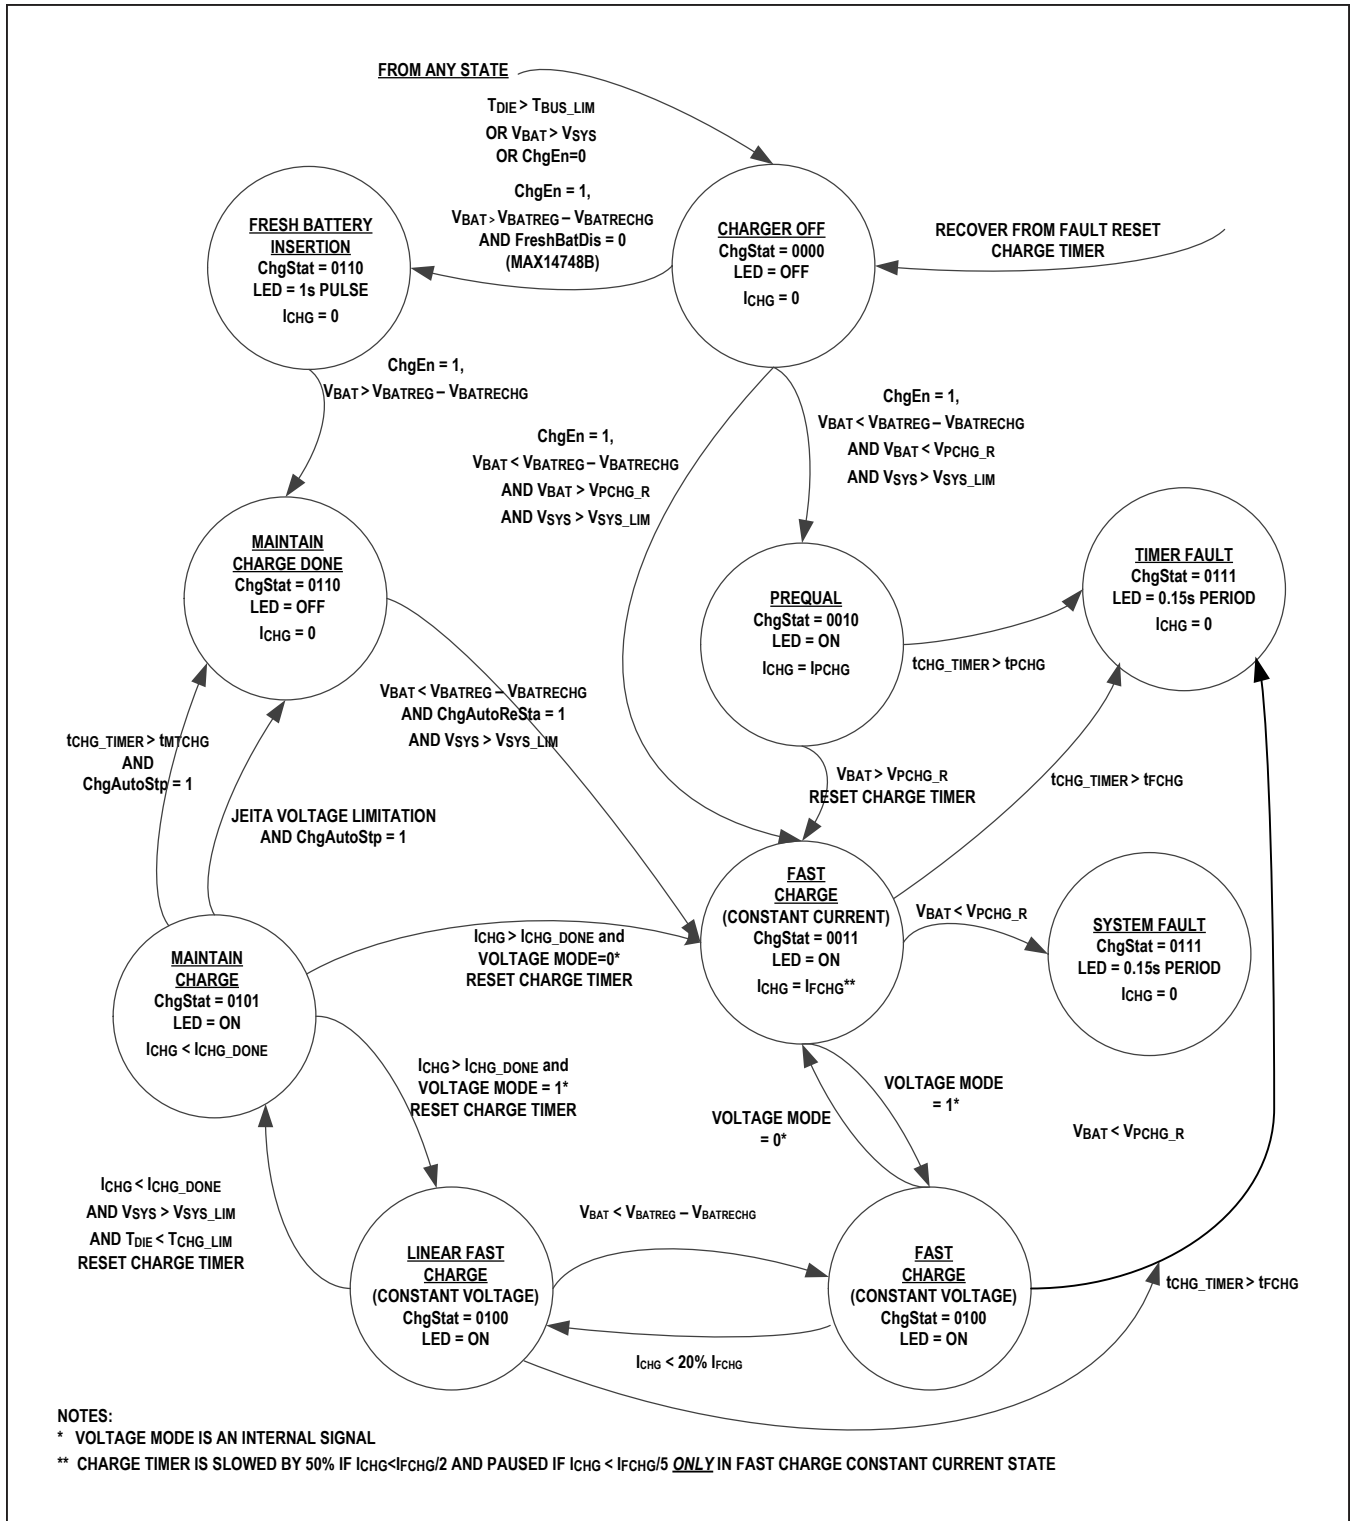 FROM ANY STATE
TDIE > TBUS_LIM
OR VBAT > VSYS
OR ChgEn=0
ChgEn = 1,
VBAT > VBATREG – VBATRECHG
AND FreshBatDis = 0
(MAX14748B)
FRESH BATTERY
INSERTION
ChgStat = 0110
LED = 1s PULSE
ICHG = 0
CHARGER OFF
ChgStat = 0000
LED = OFF
ICHG = 0
RECOVER FROM FAULT RESET
CHARGE TIMER
ChgEn = 1,
VBAT > VBATREG – VBATRECHG
ChgEn = 1,
VBAT < VBATREG – VBATRECHG
AND VBAT > VPCHG_R
AND VSYS > VSYS_LIM
ChgEn = 1,
VBAT < VBATREG – VBATRECHG
AND VBAT < VPCHG_R
AND VSYS > VSYS_LIM
MAINTAIN
CHARGE DONE
ChgStat = 0110
LED = OFF
ICHG = 0
PREQUAL
ChgStat = 0010
LED = ON
ICHG = IPCHG
TIMER FAULT
ChgStat = 0111
LED = 0.15s PERIOD
ICHG = 0
tCHG_TIMER > tPCHG
VBAT < VBATREG – VBATRECHG
AND ChgAutoReSta = 1
AND VSYS > VSYS_LIM
tCHG_TIMER > tMTCHG
AND
ChgAutoStp = 1
JEITA VOLTAGE LIMITATION
AND ChgAutoStp = 1
VBAT > VPCHG_R
RESET CHARGE TIMER
tCHG_TIMER > tFCHG
FAST
CHARGE
(CONSTANT CURRENT)
ChgStat = 0011
LED = ON
ICHG = IFCHG**
VBAT < VPCHG_R
SYSTEM FAULT
ChgStat = 0111
LED = 0.15s PERIOD
ICHG = 0
MAINTAIN
CHARGE
ChgStat = 0101
LED = ON
ICHG < ICHG_DONE
ICHG > ICHG_DONE and
VOLTAGE MODE=0*
RESET CHARGE TIMER
ICHG > ICHG_DONE and
VOLTAGE MODE = 1*
RESET CHARGE TIMER
VOLTAGE MODE
= 0*
VOLTAGE MODE
= 1*
VBAT < VPCHG_R
ICHG < ICHG_DONE
AND VSYS > VSYS_LIM
AND TDIE < TCHG_LIM
RESET CHARGE TIMER
VBAT < VBATREG – VBATRECHG
LINEAR FAST
CHARGE
(CONSTANT VOLTAGE)
ChgStat = 0100
LED = ON
FAST
CHARGE
(CONSTANT VOLTAGE)
ChgStat = 0100
LED = ON
tCHG_TIMER > tFCHG
ICHG < 20% IFCHG
NOTES:
* VOLTAGE MODE IS AN INTERNAL SIGNAL
** CHARGE TIMER IS SLOWED BY 50% IF ICHG<IFCHG/2 AND PAUSED IF ICHG < IFCHG/5 ONLY IN FAST CHARGE CONSTANT CURRENT STATE